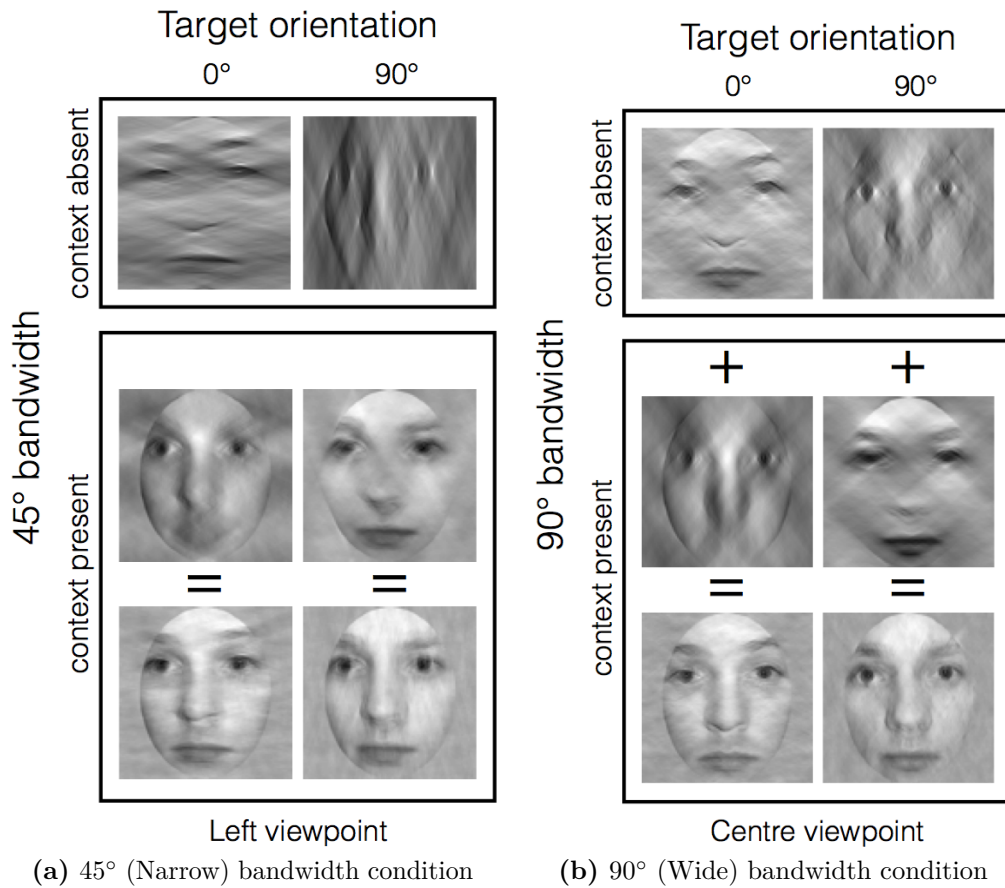 Target orientation
0° 90°
context absent
45° bandwidth
context present
= =
Left viewpoint
(a) 45° (Narrow) bandwidth condition
Target orientation
0° 90°
context absent
90° bandwidth
+ +
context present
= =
Centre viewpoint
(b) 90° (Wide) bandwidth condition